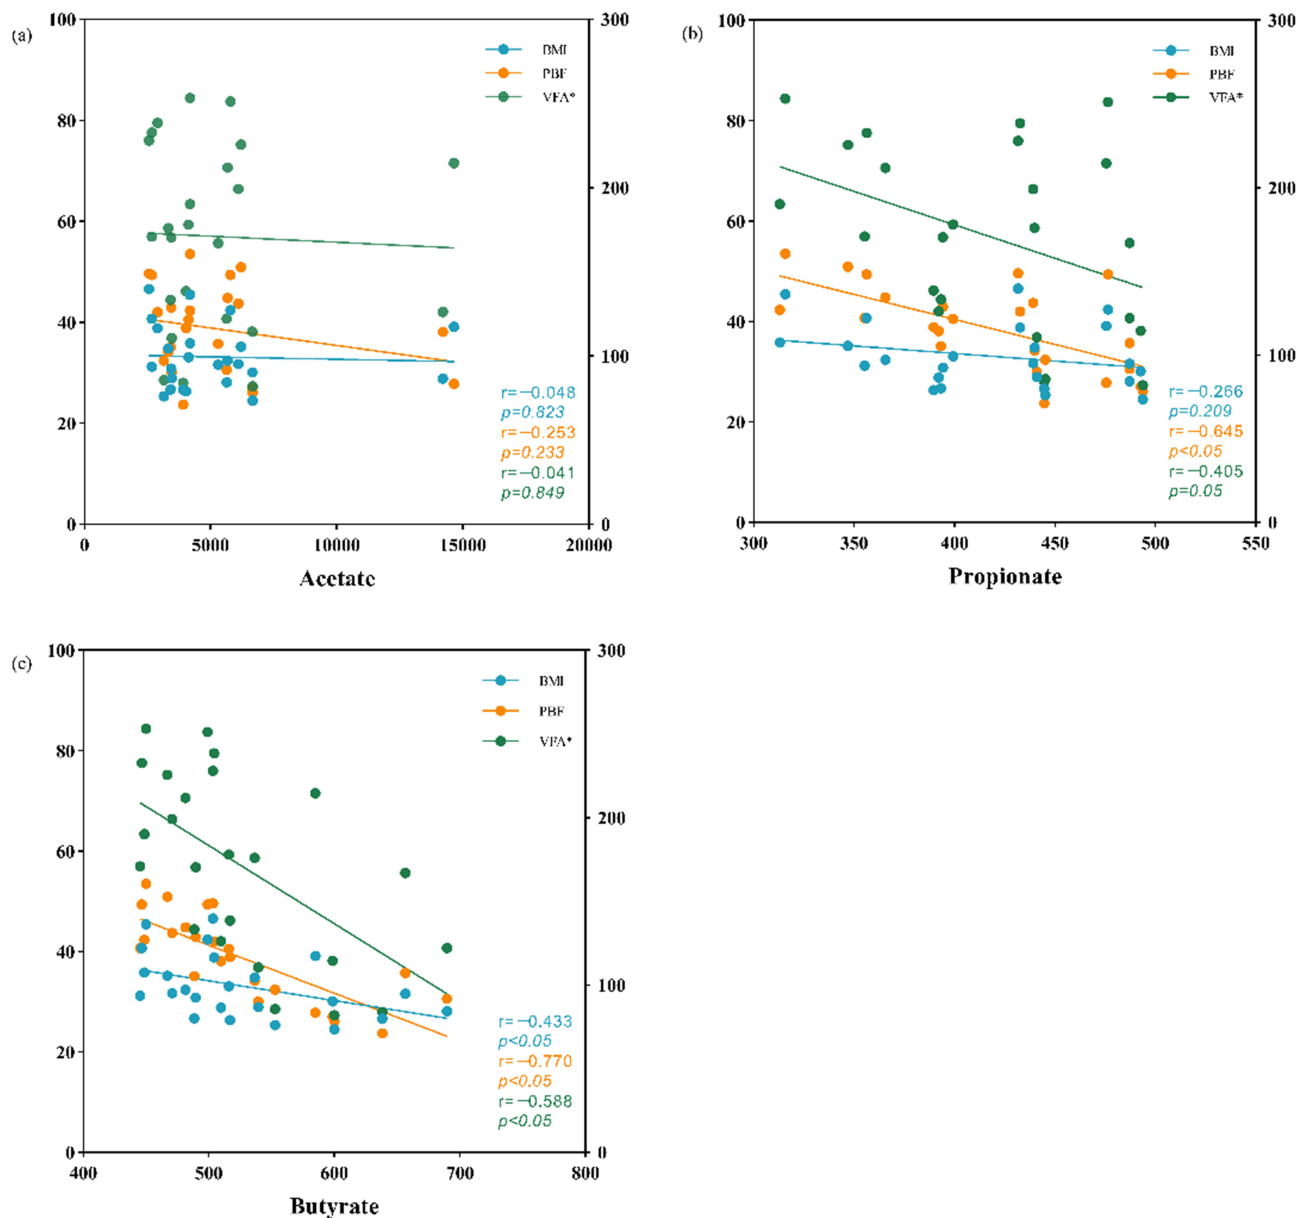 (a)
100
80
60
40
20
0
300
200
100
0
BMI
PBF
VFA*
r=−0.048
p=0.823
r=−0.253
p=0.233
r=−0.041
p=0.849
0 5000 10000 15000 20000
Acetate
(b)
100
80
60
40
20
0
300
200
100
0
BMI
PBF
VFA*
r=−0.266
p=0.209
r=−0.645
p<0.05
r=−0.405
p=0.05
300 350 400 450 500 550
Propionate
(c)
100
80
60
40
20
0
300
200
100
0
BMI
PBF
VFA*
r=−0.433
p<0.05
r=−0.770
p<0.05
r=−0.588
p<0.05
400 500 600 700 800
Butyrate